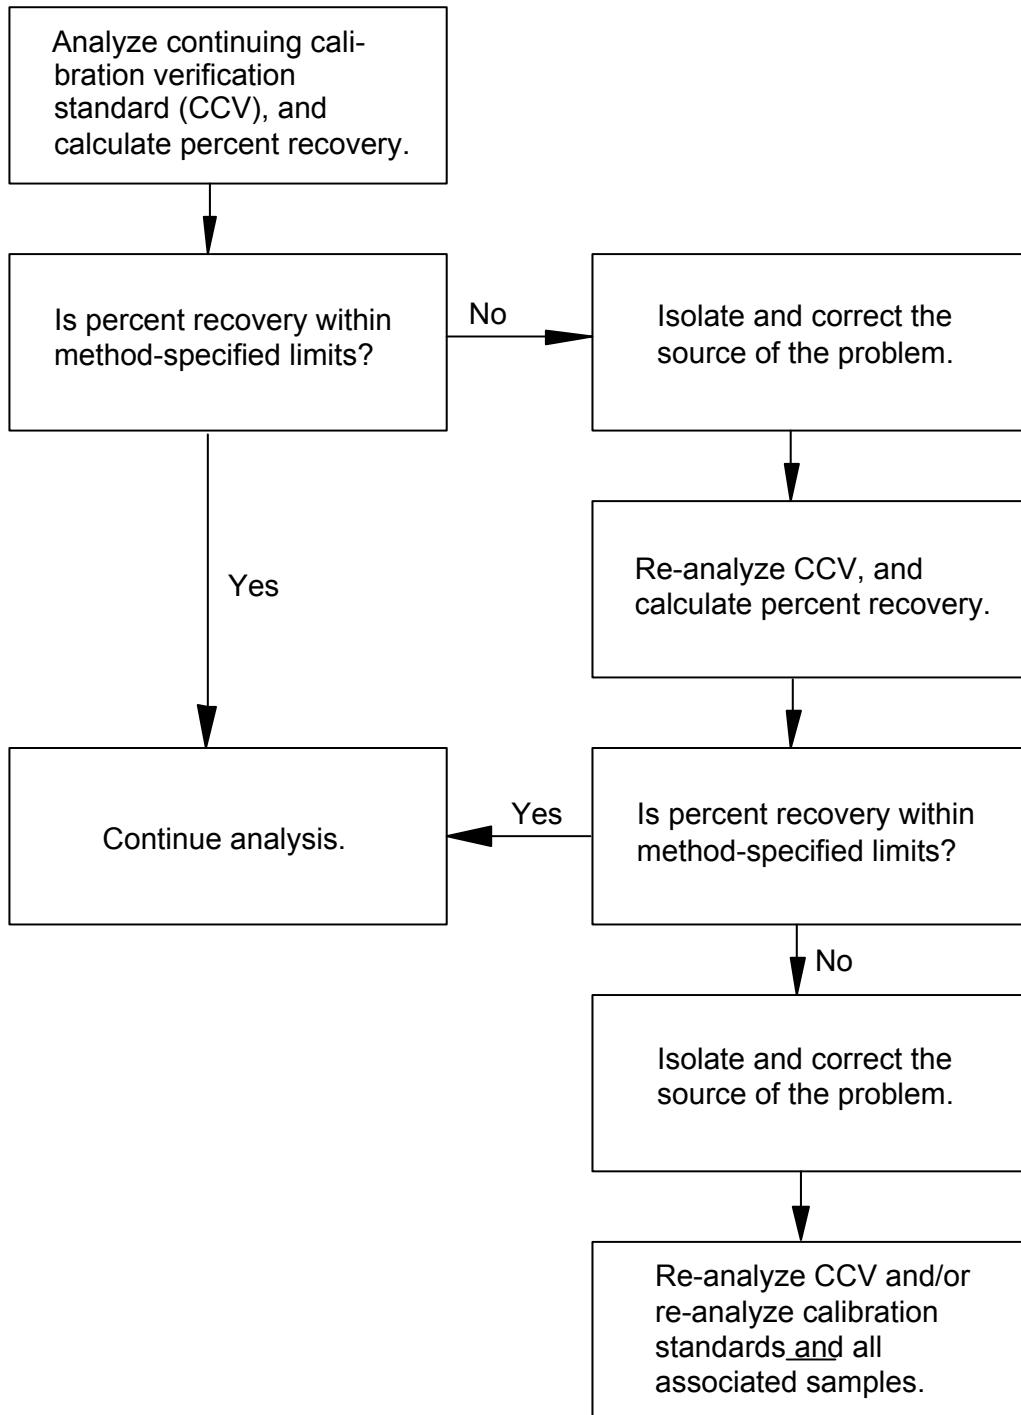 Analyze continuing cali-
bration verification
standard (CCV), and
calculate percent recovery.
Is percent recovery within
method-specified limits?
No
Isolate and correct the
source of the problem.
Yes
Re-analyze CCV, and
calculate percent recovery.
Continue analysis.
Yes
Is percent recovery within
method-specified limits?
No
Isolate and correct the
source of the problem.
Re-analyze CCV and/or
re-analyze calibration
standards and all
associated samples.